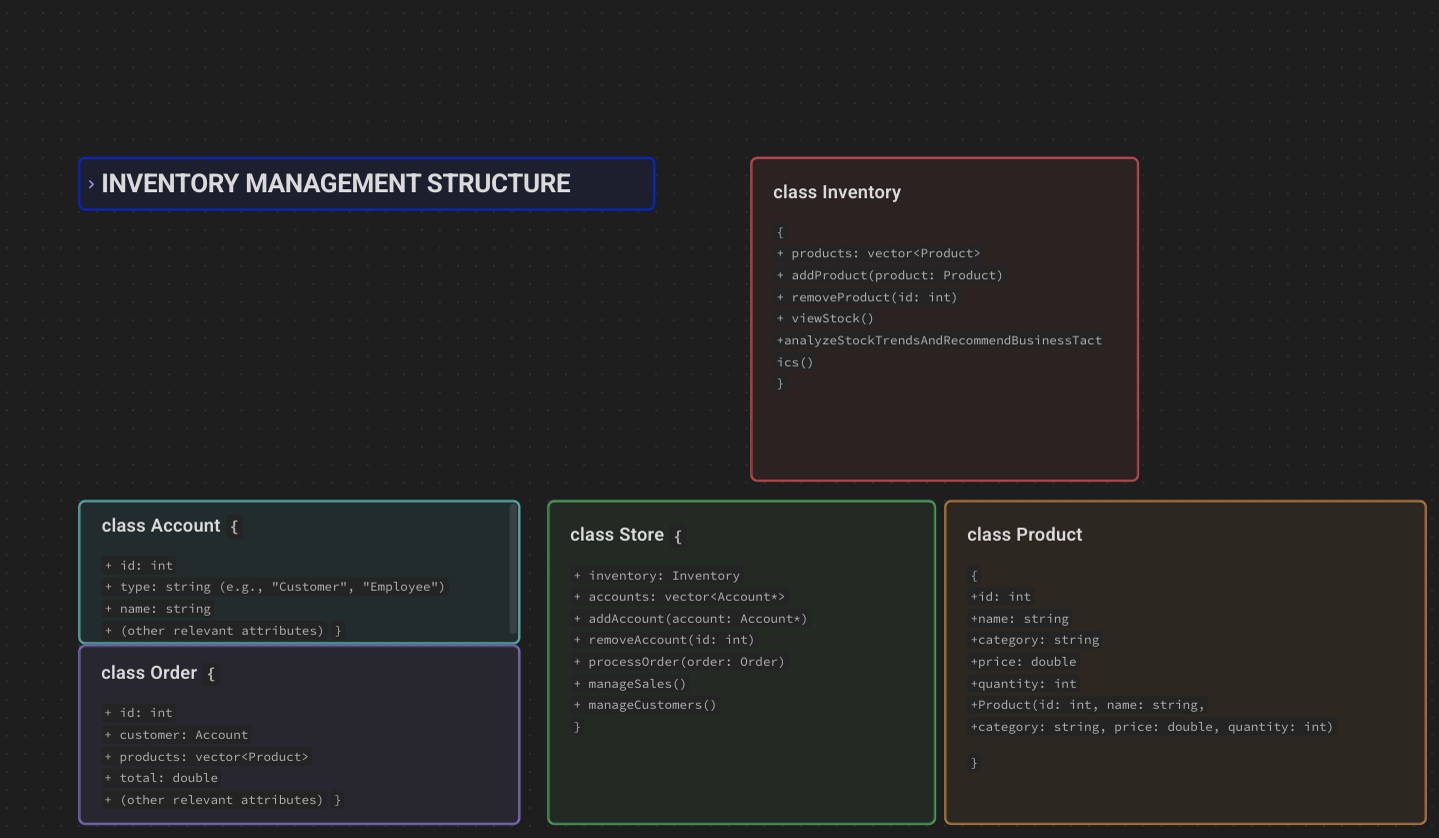 INVENTORY MANAGEMENT STRUCTURE
class Inventory
{
+ products: vector<Product>
+ addProduct(product: Product)
+ removeProduct(id: int)
+ viewStock()
+analyzeStockTrendsAndRecommendBusinessTact
ics()
}
class Account {
+ id: int
+ type: string (e.g., "Customer", "Employee")
+ name: string
+ (other relevant attributes) }
class Order {
+ id: int
+ customer: Account
+ products: vector<Product>
+ total: double
+ (other relevant attributes) }
class Store {
+ inventory: Inventory
+ accounts: vector<Account*>
+ addAccount(account: Account*)
+ removeAccount(id: int)
+ processOrder(order: Order)
+ manageSales()
+ manageCustomers()
}
class Product
{
+id: int
+name: string
+category: string
+price: double
+quantity: int
+Product(id: int, name: string,
+category: string, price: double, quantity: int)
}